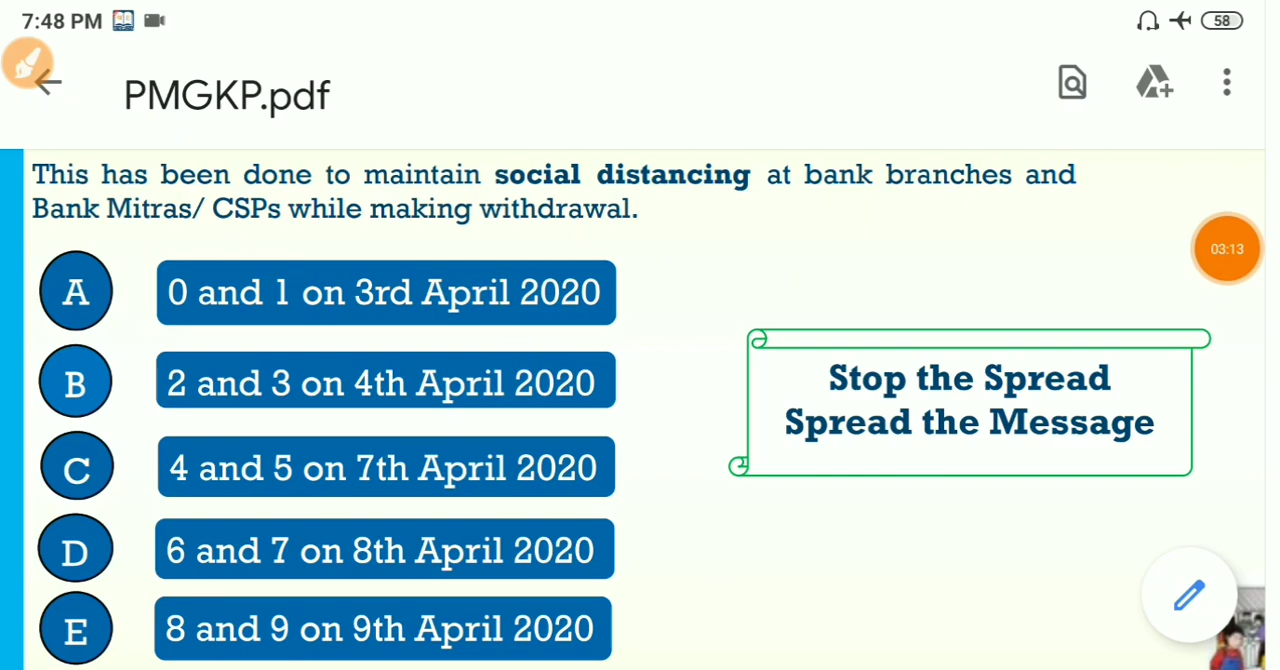 7:48 PM
58
PMGKP.pdf
This has been done to maintain social distancing at bank branches and
Bank Mitras/ CSPs while making withdrawal.
03:13
A
0 and 1 on 3rd April 2020
B
2 and 3 on 4th April 2020
Stop the Spread
Spread the Message
C
4 and 5 on 7th April 2020
D
6 and 7 on 8th April 2020
E
8 and 9 on 9th April 2020